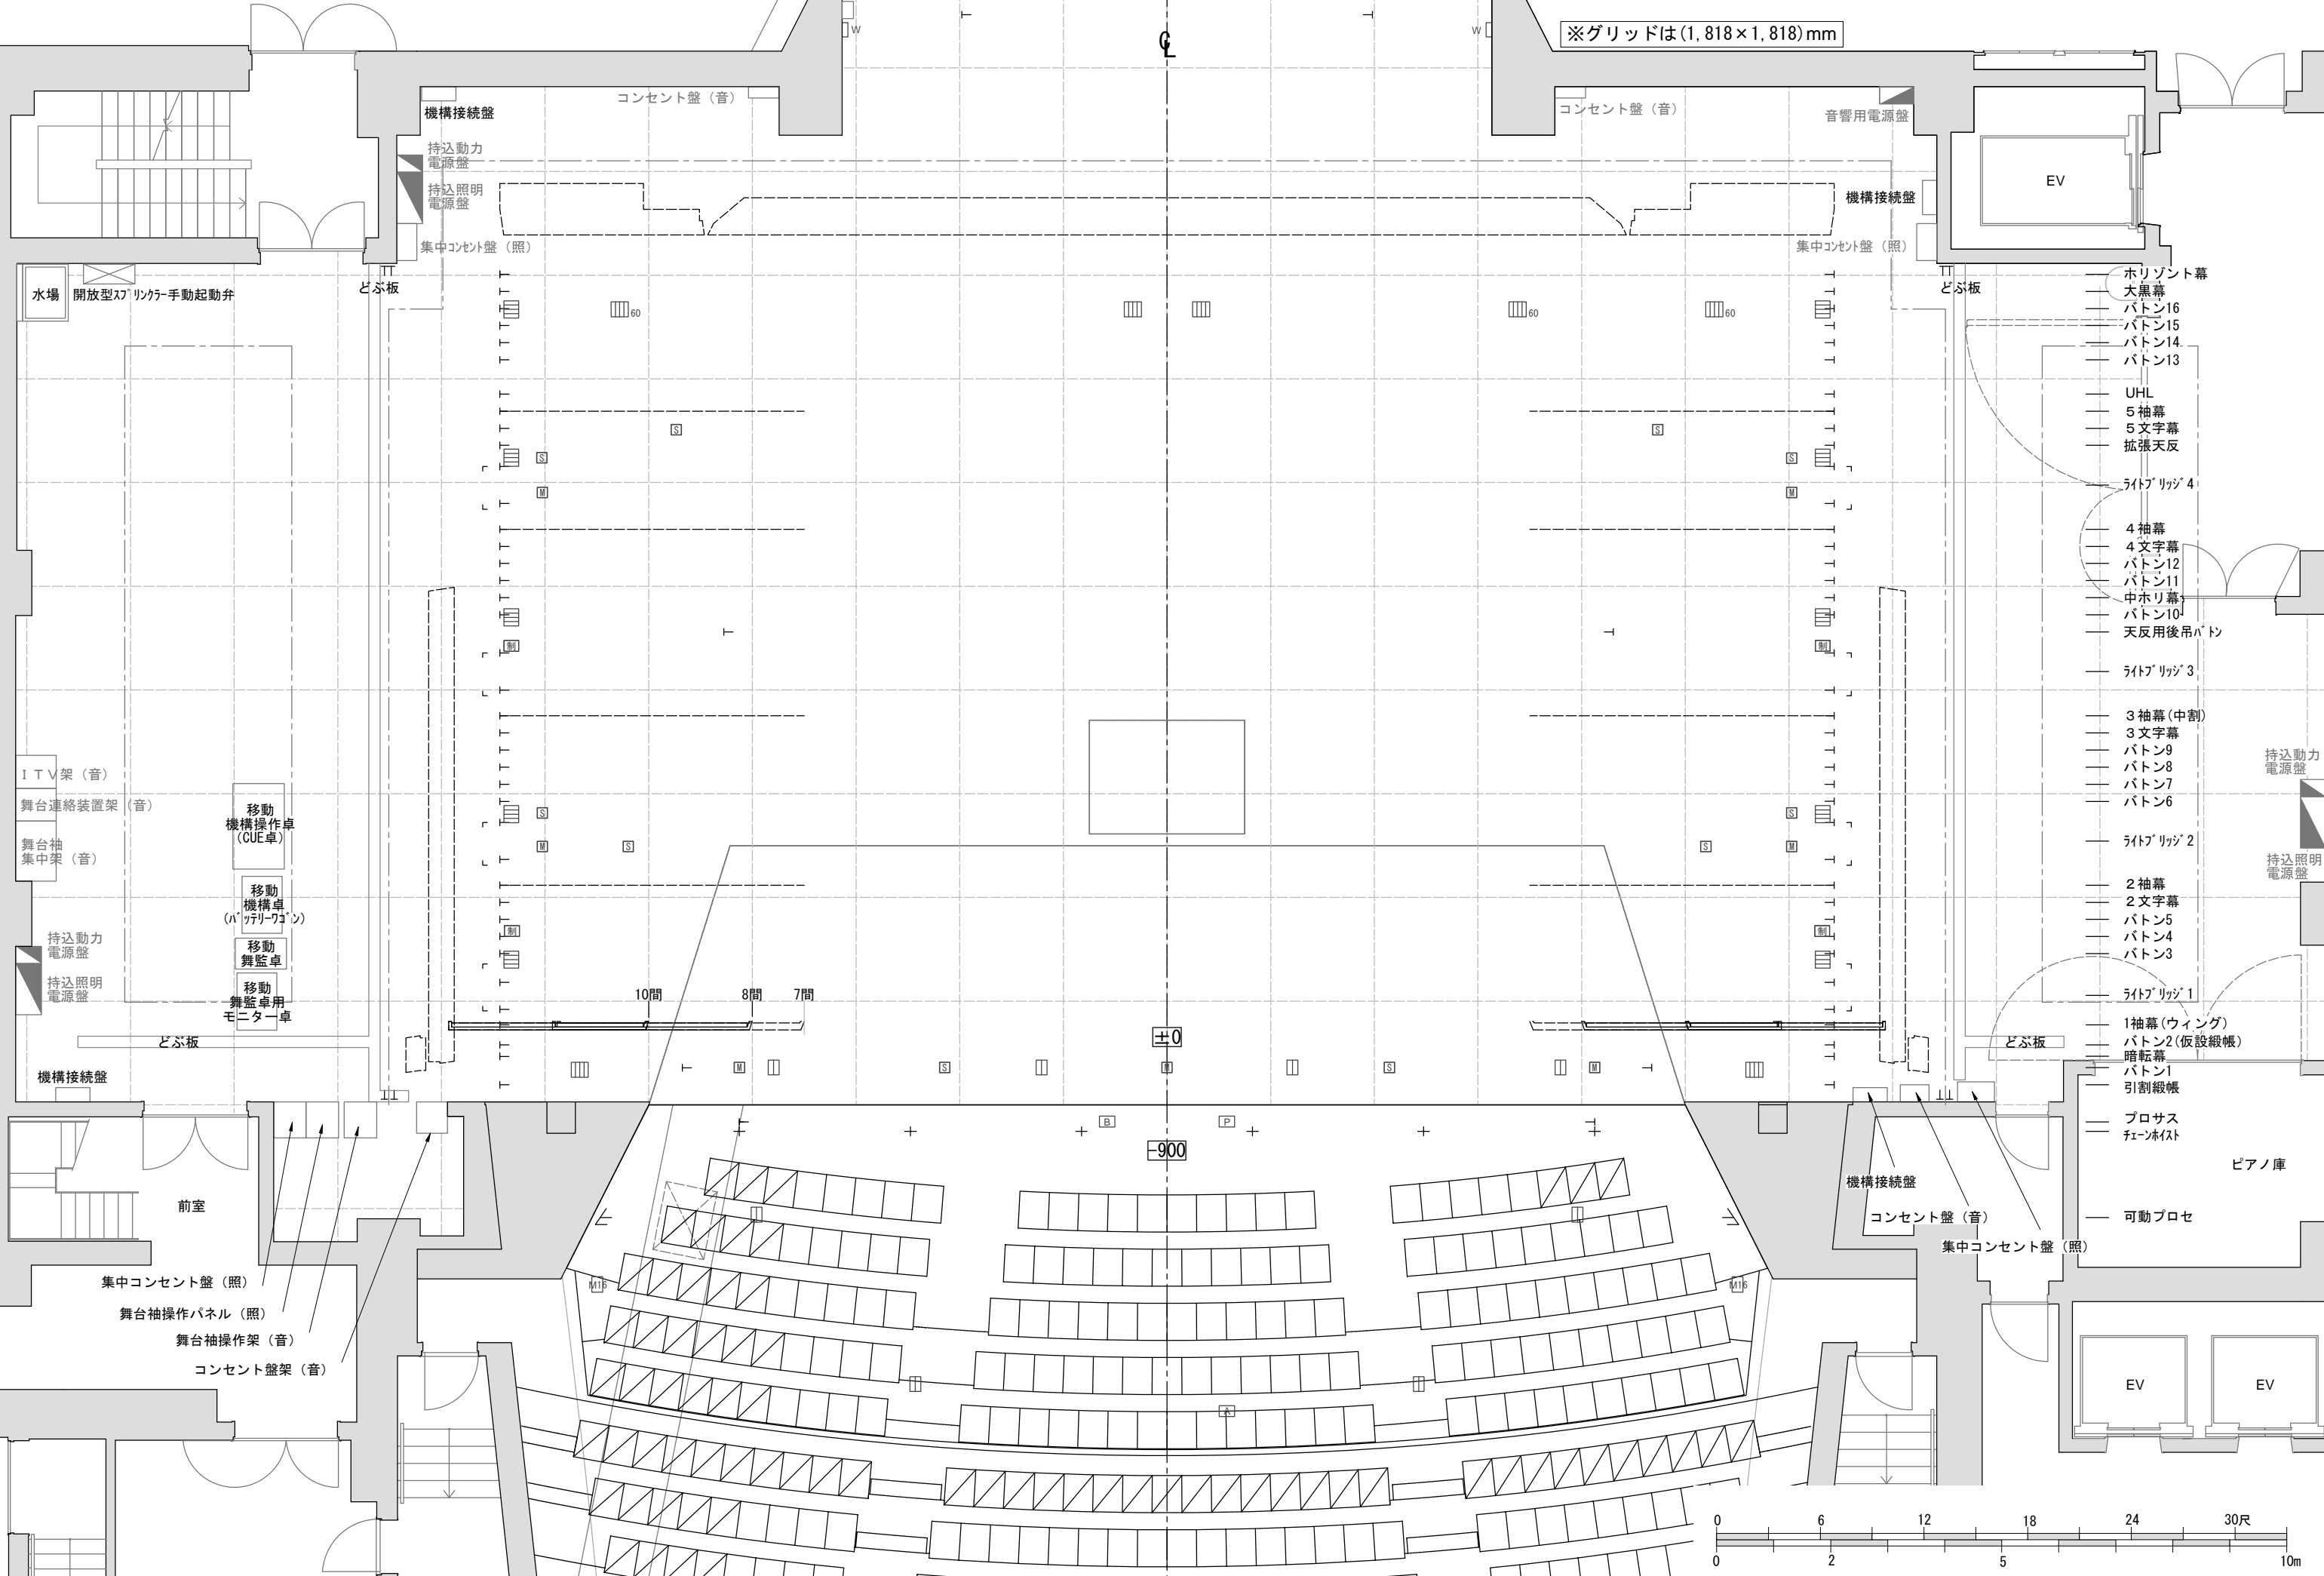 ※グリッドは(1,818×1,818)mm
W
W
CL
コンセント盤（音）
機構接続盤
コンセント盤（音）
音響用電源盤
持込動力
電源盤
持込照明
電源盤
集中ｺﾝｾﾝﾄ盤（照）
機構接続盤
集中ｺﾝｾﾝﾄ盤（照）
EV
水場
開放型ｽﾌﾟﾘﾝｸﾗｰ手動起動弁
どぶ板
どぶ板
60
60
60
ホリゾント幕
大黒幕
バトン16
バトン15
バトン14
バトン13
UHL
５袖幕
５文字幕
拡張天反
ﾗｲﾄﾌﾞﾘｯｼﾞ4
４袖幕
４文字幕
バトン12
バトン11
中ホリ幕
バトン10
天反用後吊ﾊﾞﾄﾝ
ﾗｲﾄﾌﾞﾘｯｼﾞ3
３袖幕(中割)
３文字幕
バトン9
バトン8
バトン7
バトン6
ﾗｲﾄﾌﾞﾘｯｼﾞ2
２袖幕
２文字幕
バトン5
バトン4
バトン3
ﾗｲﾄﾌﾞﾘｯｼﾞ1
1袖幕(ウィング)
バトン2(仮設緞帳)
暗転幕
バトン1
引割緞帳
プロサス
ﾁｪｰﾝﾎｲｽﾄ
可動プロセ
S
S
S
S
M
M
制
制
S
S
M
S
S
M
制
制
持込動力
電源盤
持込照明
電源盤
ＩＴＶ架（音）
舞台連絡装置架（音）
舞台袖
集中架（音）
移動
機構操作卓
(CUE卓)
移動
機構卓
(ﾊﾞｯﾃﾘｰﾜｺﾞﾝ)
移動
舞監卓
移動
舞監卓用
モニター卓
持込動力
電源盤
持込照明
電源盤
10間
8間
7間
±0
どぶ板
どぶ板
機構接続盤
M
S
M
S
M
B
P
-900
前室
ピアノ庫
機構接続盤
コンセント盤（音）
集中コンセント盤（照）
集中コンセント盤（照）
舞台袖操作パネル（照）
舞台袖操作架（音）
コンセント盤架（音）
M16
M16
A
EV
EV
0 6 12 18 24 30尺
0 2 5 10m